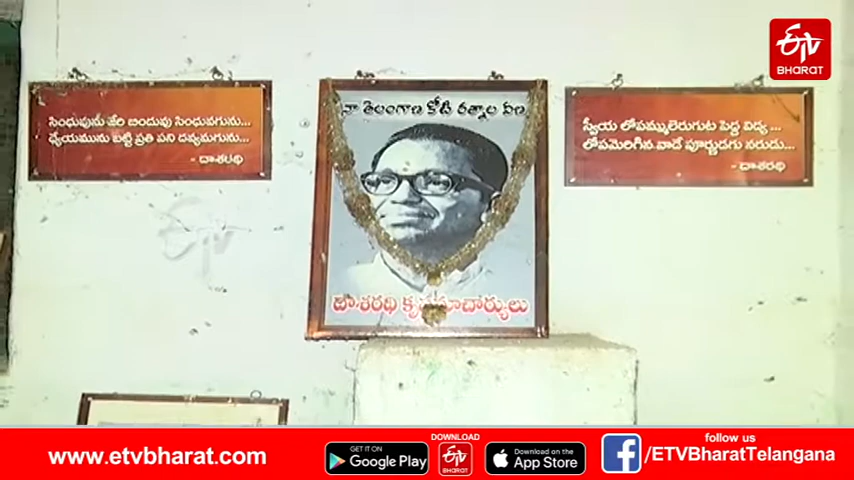 ETV
BHARAT
సింధువును జేరి బిందువు సింధువగును...
ధ్యేయమును బట్టి ప్రతి పని దివ్యమగును...
- దాశరథి
నా తెలంగాణ కోటి రత్నాల వీణ
దాశరథి కృష్ణమాచార్యులు
స్వీయ లోపమ్ములెరుగుట పెద్ద విద్య ...
లోపమెరిగిన వాడే పూర్ణుడగు నరుడు...
- దాశరథి
www.etvbharat.com
GET IT ON
Google Play
DOWNLOAD
ETV
BHARAT
Download on the
App Store
follow us
/ETVBharatTelangana